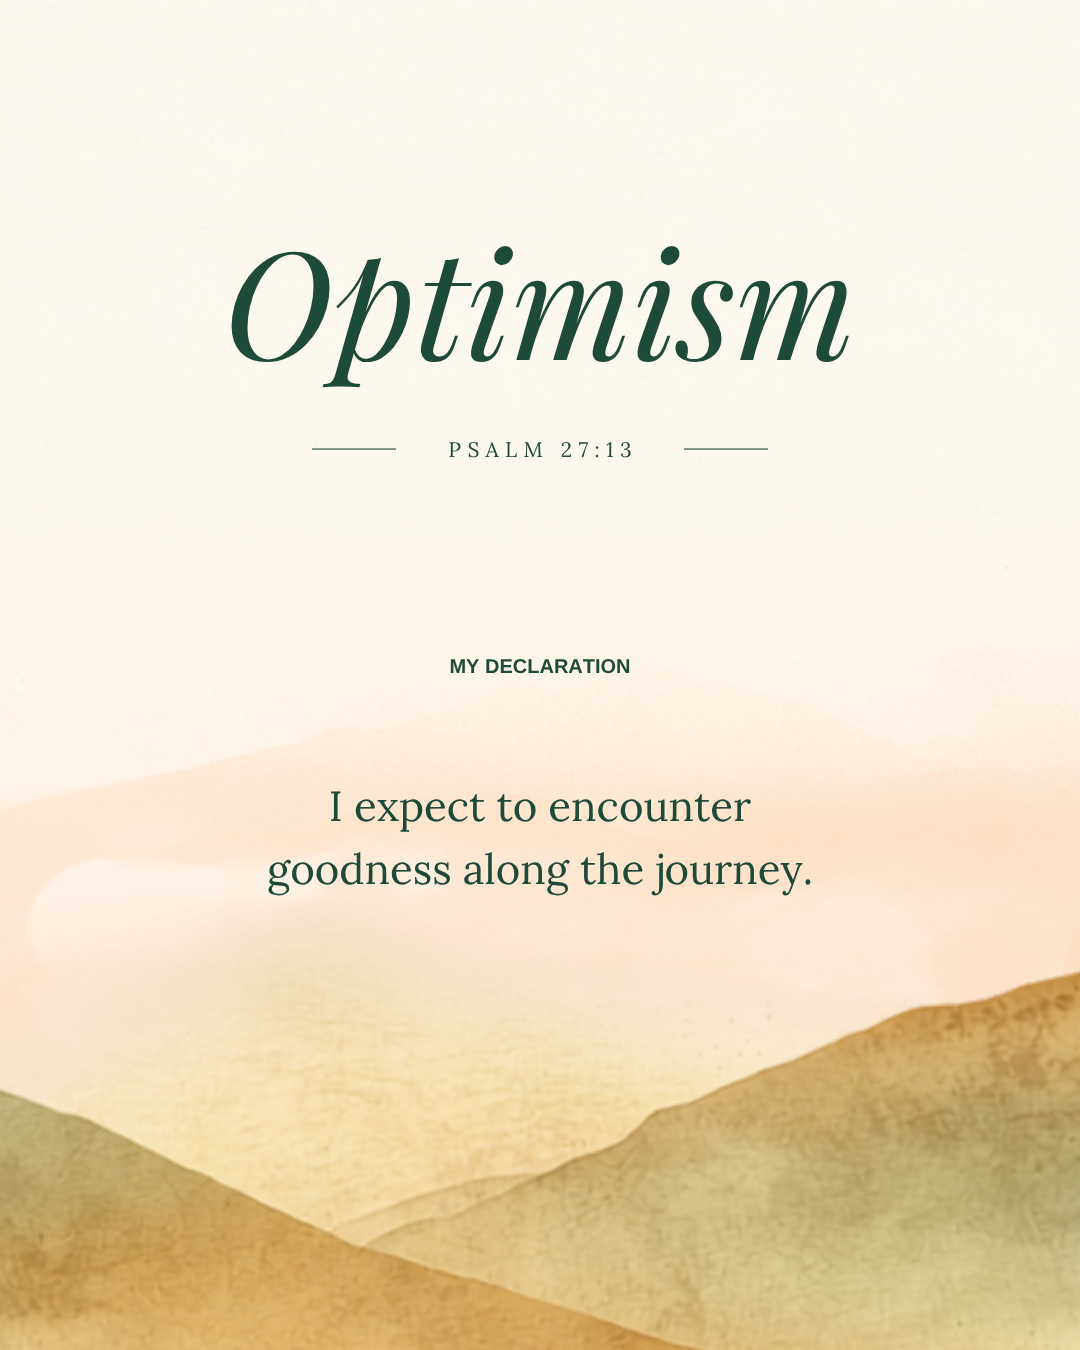 Optimism
PSALM 27:13
MY DECLARATION
I expect to encounter
goodness along the journey.